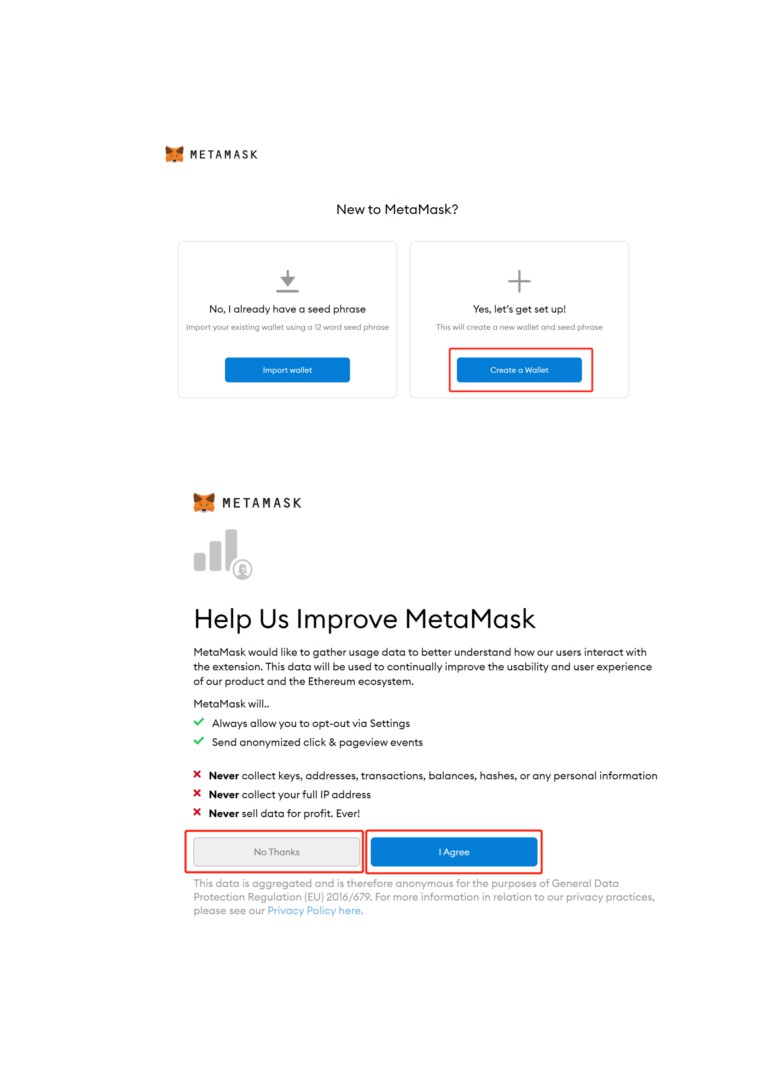 METAMASK
New to MetaMask?
No, I already have a seed phrase
Import your existing wallet using a 12 word seed phrase
Import wallet
Yes, let's get set up!
This will create a new wallet and seed phrase
Create a Wallet
METAMASK
Help Us Improve MetaMask
MetaMask would like to gather usage data to better understand how our users interact with
the extension. This data will be used to continually improve the usability and user experience
of our product and the Ethereum ecosystem.
MetaMask will..
Always allow you to opt-out via Settings
Send anonymized click & pageview events
Never collect keys, addresses, transactions, balances, hashes, or any personal information
Never collect your full IP address
Never sell data for profit. Ever!
No Thanks
I Agree
This data is aggregated and is therefore anonymous for the purposes of General Data
Protection Regulation (EU) 2016/679. For more information in relation to our privacy practices,
please see our Privacy Policy here.